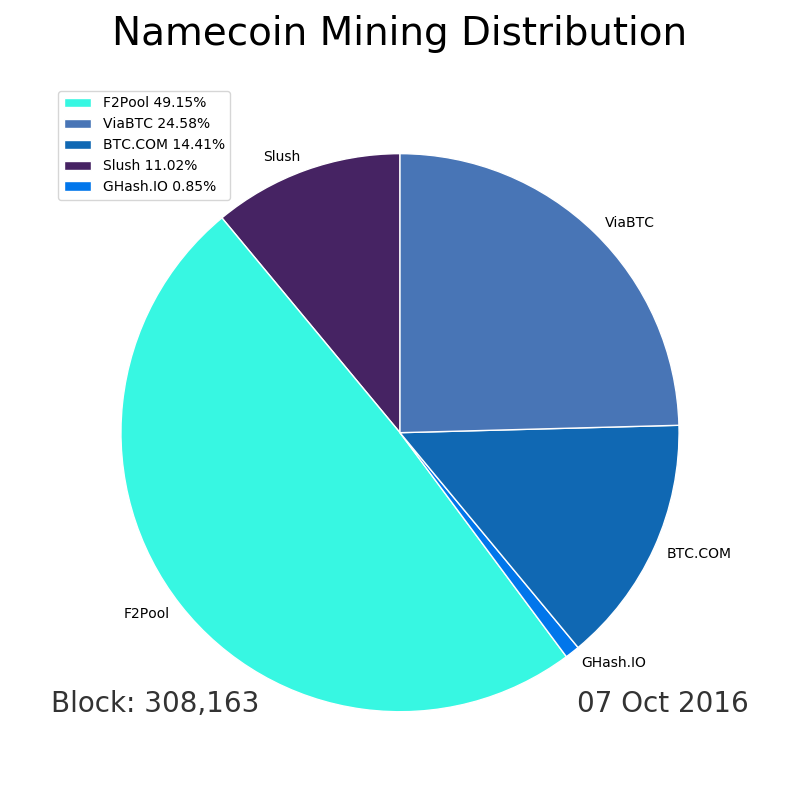 Namecoin Mining Distribution
F2Pool 49.15%
ViaBTC 24.58%
BTC.COM 14.41%
Slush 11.02%
GHash.IO 0.85%
Slush
ViaBTC
BTC.COM
F2Pool
GHash.IO
Block: 308,163
07 Oct 2016